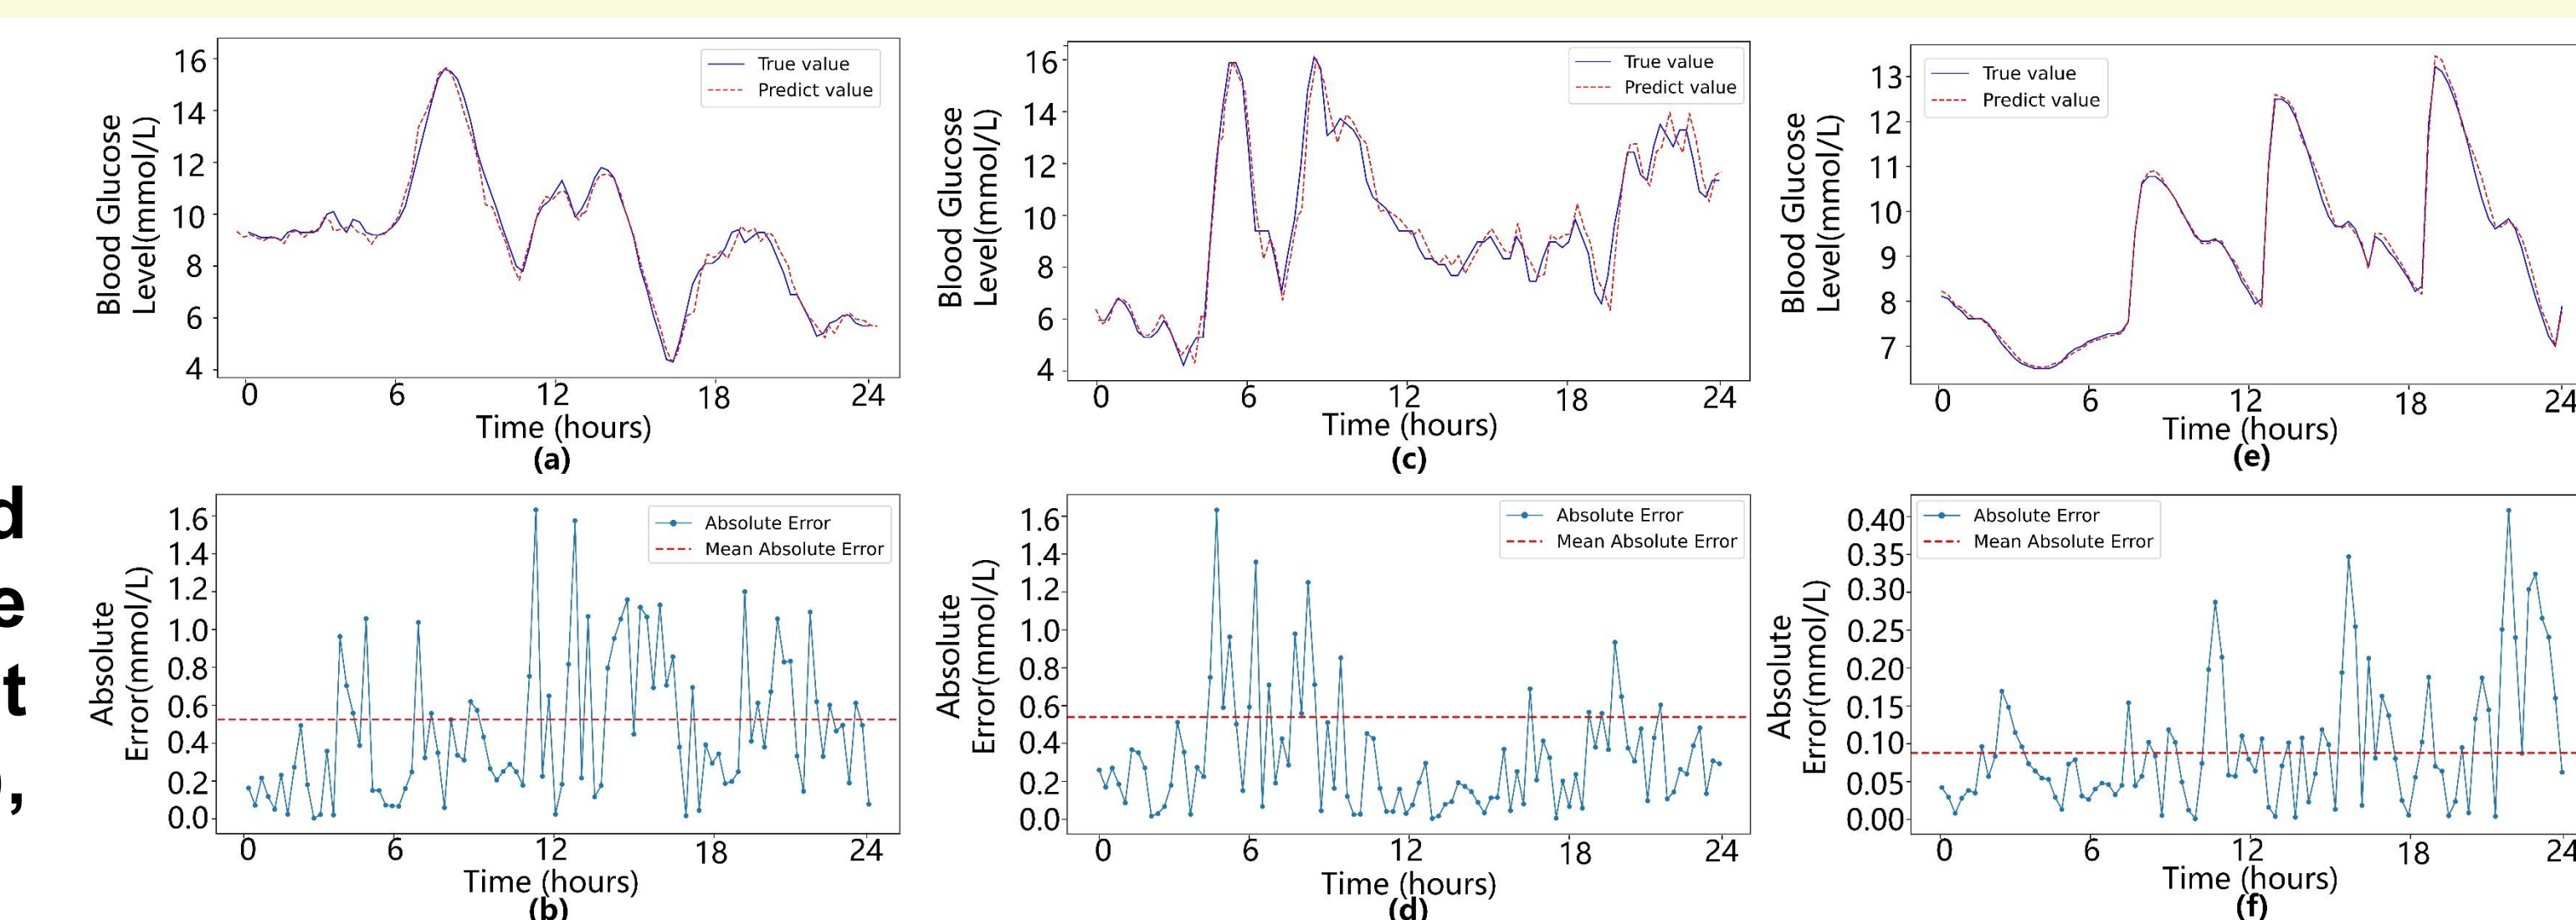 16
14
12
10
8
6
4
Blood Glucose
Level(mmol/L)
True value
Predict value
0 6 12 18 24
Time (hours)
(a)
16
14
12
10
8
6
4
Blood Glucose
Level(mmol/L)
True value
Predict value
0 6 12 18 24
Time (hours)
(c)
13
12
11
10
9
8
7
Blood Glucose
Level(mmol/L)
True value
Predict value
0 6 12 18 24
Time (hours)
(e)
d
e
t
),
1.6
1.4
1.2
1.0
0.8
0.6
0.4
0.2
0.0
Absolute
Error(mmol/L)
Absolute Error
Mean Absolute Error
0 6 12 18 24
Time (hours)
(b)
1.6
1.4
1.2
1.0
0.8
0.6
0.4
0.2
0.0
Absolute
Error(mmol/L)
Absolute Error
Mean Absolute Error
0 6 12 18 24
Time (hours)
(d)
0.40
0.35
0.30
0.25
0.20
0.15
0.10
0.05
0.00
Absolute
Error(mmol/L)
Absolute Error
Mean Absolute Error
0 6 12 18 24
Time (hours)
(f)